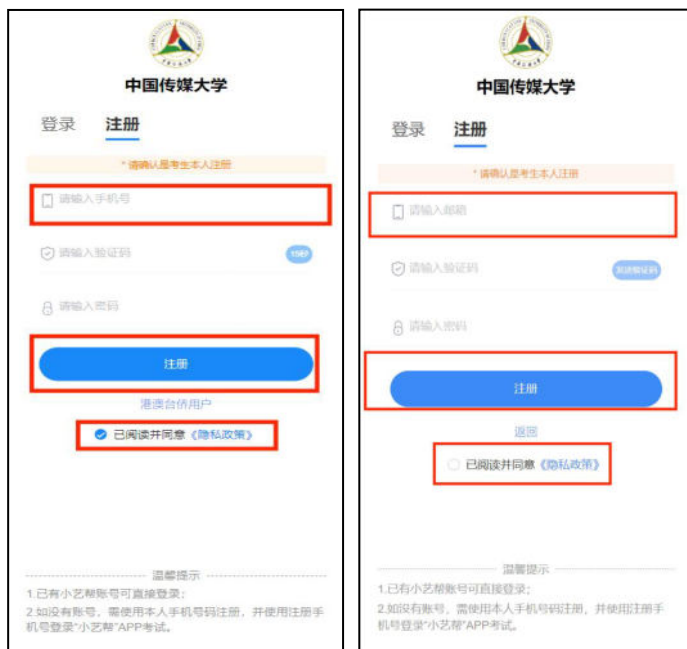 中国传媒大学
登录 注册
* 请确认是考生本人注册
请输入手机号
请输入验证码
请输入密码
注册
港澳台侨用户
已阅读并同意《隐私政策》
温馨提示
1.已有小艺帮账号可直接登录；
2.如没有账号，需使用本人手机号码注册，并使用注册手
机号登录“小艺帮”APP考试。
中国传媒大学
登录 注册
* 请确认是考生本人注册
请输入邮箱
请输入验证码
发送验证码
请输入密码
注册
返回
已阅读并同意《隐私政策》
温馨提示
1.已有小艺帮账号可直接登录；
2.如没有账号，需使用本人手机号码注册，并使用注册手
机号登录“小艺帮”APP考试。